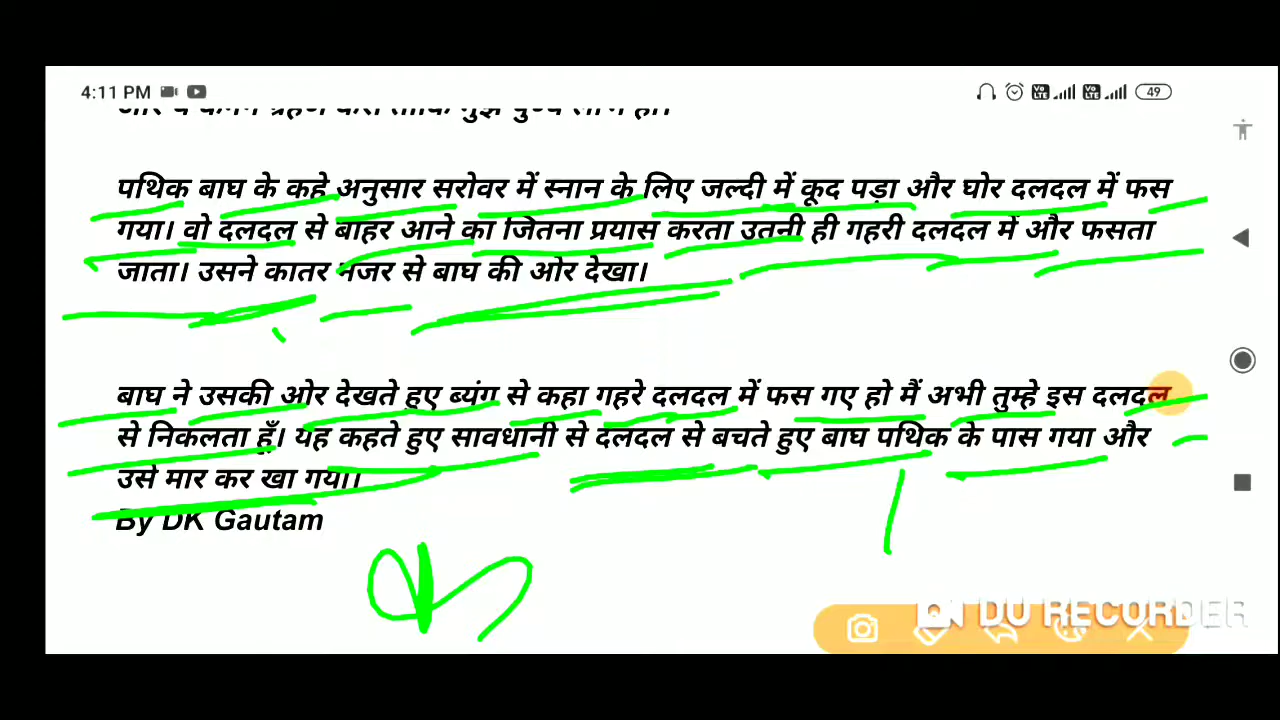 4:11 PM
49
पथिक बाघ के कहे अनुसार सरोवर में स्नान के लिए जल्दी में कूद पड़ा और घोर दलदल में फस
गया। वो दलदल से बाहर आने का जितना प्रयास करता उतनी ही गहरी दलदल में और फसता
जाता। उसने कातर नजर से बाघ की ओर देखा।
बाघ ने उसकी ओर देखते हुए ब्यंग से कहा गहरे दलदल में फस गए हो मैं अभी तुम्हे इस दलदल
से निकलता हूँ। यह कहते हुए सावधानी से दलदल से बचते हुए बाघ पथिक के पास गया और
उसे मार कर खा गया।
By DK Gautam
DU RECORDER